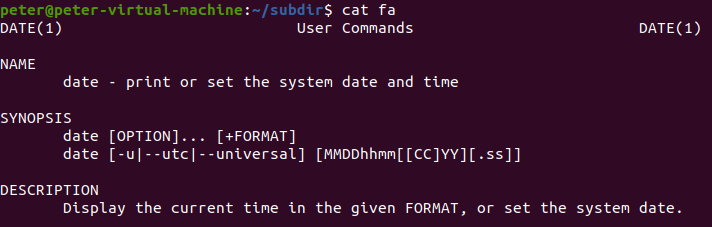 peter@peter-virtual-machine:~/subdir$ cat fa
DATE(1)                          User Commands                         DATE(1)

NAME
       date - print or set the system date and time

SYNOPSIS
       date [OPTION]... [+FORMAT]
       date [-u|--utc|--universal] [MMDDhhmm[[CC]YY][.ss]]

DESCRIPTION
       Display the current time in the given FORMAT, or set the system date.